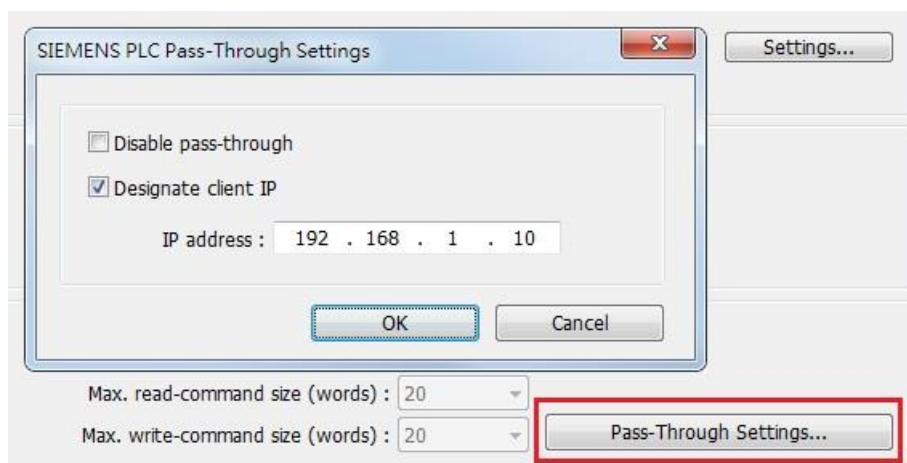 SIEMENS PLC Pass-Through Settings
Settings...
Disable pass-through
Designate client IP
IP address : 192 . 168 . 1 . 10
OK Cancel
Max. read-command size (words) : 20
Max. write-command size (words) : 20
Pass-Through Settings...